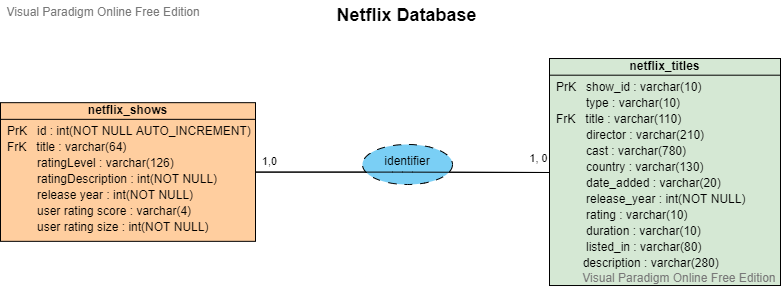 Visual Paradigm Online Free Edition
Netflix Database
netflix_shows
PrK id : int(NOT NULL AUTO_INCREMENT)
FrK title : varchar(64)
ratingLevel : varchar(126)
ratingDescription : int(NOT NULL)
release year : int(NOT NULL)
user rating score : varchar(4)
user rating size : int(NOT NULL)
1,0
identifier
1, 0
netflix_titles
PrK show_id : varchar(10)
type : varchar(10)
FrK title : varchar(110)
director : varchar(210)
cast : varchar(780)
country : varchar(130)
date_added : varchar(20)
release_year : int(NOT NULL)
rating : varchar(10)
duration : varchar(10)
listed_in : varchar(80)
description : varchar(280)
Visual Paradigm Online Free Edition